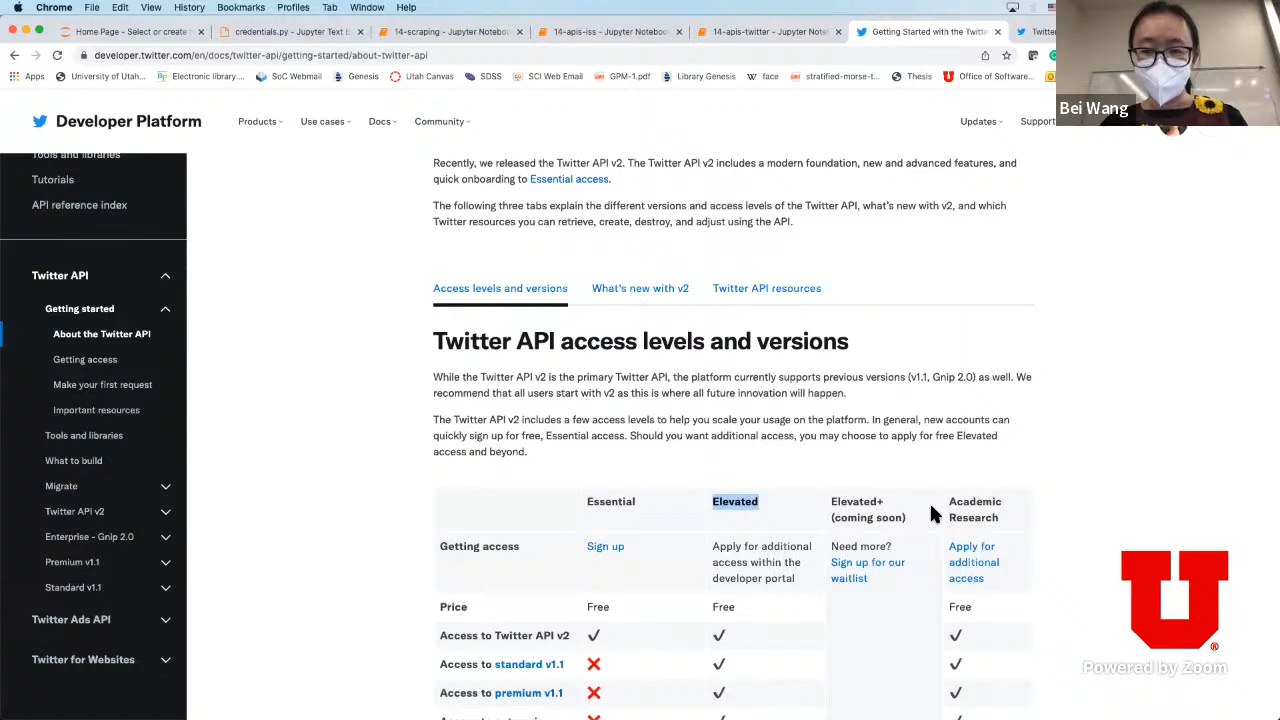 Chrome File Edit View History Bookmarks Profiles Tab Window Help
Home Page - Select or create credentials.py - Jupyter Text 14-scraping - Jupyter Notebook 14-apis-iss - Jupyter Notebook 14-apis-twitter - Jupyter Notebook Getting Started with the Twitter
developer.twitter.com/en/docs/twitter-api/getting-started/about-twitter-api
Apps University of Utah... Electronic library... SoC Webmail Genesis Utah Canvas SDSS SCI Web Email GPM-1.pdf Library Genesis face stratified-morse-t... Thesis Office of Software...
Bei Wang
Developer Platform
Products Use cases Docs Community Updates Support
Tools and libraries
Tutorials
API reference index
Twitter API
Getting started
About the Twitter API
Getting access
Make your first request
Important resources
Tools and libraries
What to build
Migrate
Twitter API v2
Enterprise - Gnip 2.0
Premium v1.1
Standard v1.1
Twitter Ads API
Twitter for Websites
Recently, we released the Twitter API v2. The Twitter API v2 includes a modern foundation, new and advanced features, and
quick onboarding to Essential access.
The following three tabs explain the different versions and access levels of the Twitter API, what's new with v2, and which
Twitter resources you can retrieve, create, destroy, and adjust using the API.
Access levels and versions What's new with v2 Twitter API resources
Twitter API access levels and versions
While the Twitter API v2 is the primary Twitter API, the platform currently supports previous versions (v1.1, Gnip 2.0) as well. We
recommend that all users start with v2 as this is where all future innovation will happen.
The Twitter API v2 includes a few access levels to help you scale your usage on the platform. In general, new accounts can
quickly sign up for free, Essential access. Should you want additional access, you may choose to apply for free Elevated
access and beyond.
Essential Elevated Elevated+ Academic
(coming soon) Research
Getting access Sign up Apply for additional Need more? Apply for
access within the Sign up for our additional
developer portal waitlist access
Price Free Free Free
Access to Twitter API v2
Access to standard v1.1
Access to premium v1.1
U
Powered by Zoom